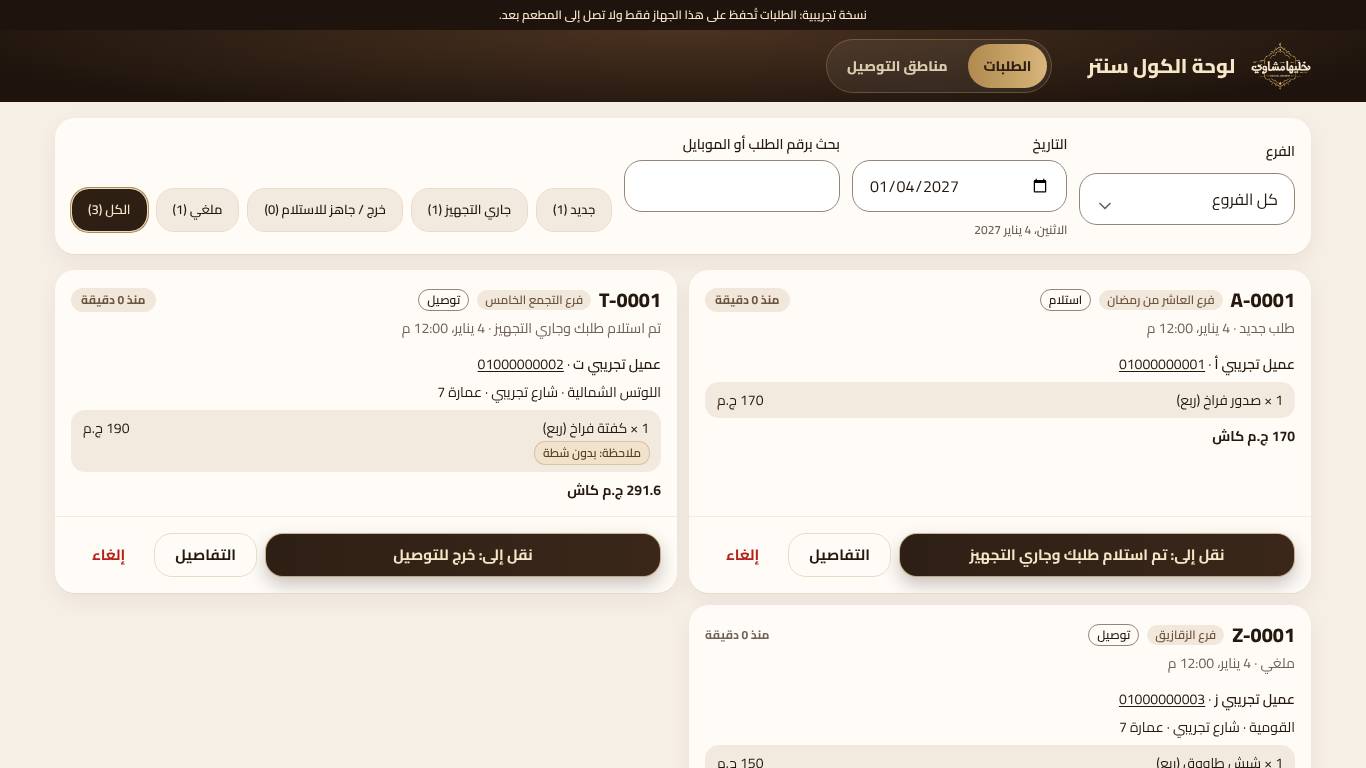 نسخة تجريبية: الطلبات تُحفظ على هذا الجهاز فقط ولا تصل إلى المطعم بعد.
خليها مشاوي
لوحة الكول سنتر
الطلبات
مناطق التوصيل
الفرع
كل الفروع
التاريخ
01/04/2027
الاثنين، 4 يناير 2027
بحث برقم الطلب أو الموبايل
جديد (1)
جاري التجهيز (1)
خرج / جاهز للاستلام (0)
ملغي (1)
الكل (3)
A-0001 فرع العاشر من رمضان استلام منذ 0 دقيقة
طلب جديد · 4 يناير، 12:00 م
عميل تجريبي أ · 01000000001
1 × صدور فراخ (ربع) 170 ج.م
170 ج.م كاش
نقل إلى: تم استلام طلبك وجاري التجهيز
التفاصيل
إلغاء
T-0001 فرع التجمع الخامس توصيل منذ 0 دقيقة
تم استلام طلبك وجاري التجهيز · 4 يناير، 12:00 م
عميل تجريبي ت · 01000000002
اللوتس الشمالية · شارع تجريبي · عمارة 7
1 × كفتة فراخ (ربع) 190 ج.م
ملاحظة: بدون شطة
291.6 ج.م كاش
نقل إلى: خرج للتوصيل
التفاصيل
إلغاء
Z-0001 فرع الزقازيق توصيل منذ 0 دقيقة
ملغي · 4 يناير، 12:00 م
عميل تجريبي ز · 01000000003
القومية · شارع تجريبي · عمارة 7
1 × شيش طاووق (ربع) 150 ج.م